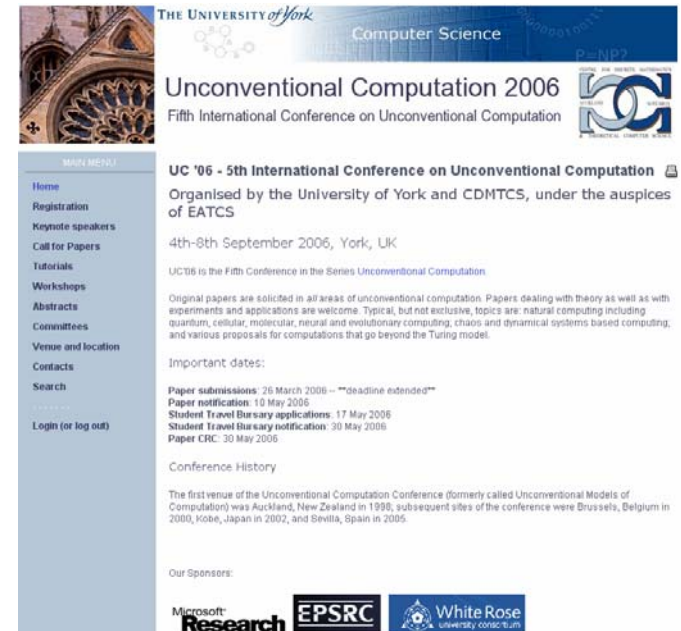 THE UNIVERSITY of York
Computer Science
P=NP?
Unconventional Computation 2006
Fifth International Conference on Unconventional Computation
CENTRE FOR DISCRETE MATHEMATICS
& THEORETICAL COMPUTER SCIENCE
MAIN MENU
Home
Registration
Keynote speakers
Call for Papers
Tutorials
Workshops
Abstracts
Committees
Venue and location
Contacts
Search
- - - - - - -
Login (or log out)
UC '06 - 5th International Conference on Unconventional Computation
Organised by the University of York and CDMTCS, under the auspices
of EATCS
4th-8th September 2006, York, UK
UC'06 is the Fifth Conference in the Series Unconventional Computation.
Original papers are solicited in all areas of unconventional computation. Papers dealing with theory as well as with
experiments and applications are welcome. Typical, but not exclusive, topics are: natural computing including
quantum, cellular, molecular, neural and evolutionary computing; chaos and dynamical systems based computing;
and various proposals for computations that go beyond the Turing model.
Important dates:
Paper submissions: 26 March 2006 -- **deadline extended**
Paper notification: 10 May 2006
Student Travel Bursary applications: 17 May 2006
Student Travel Bursary notification: 30 May 2006
Paper CRC: 30 May 2006
Conference History
The first venue of the Unconventional Computation Conference (formerly called Unconventional Models of
Computation) was Auckland, New Zealand in 1998; subsequent sites of the conference were Brussels, Belgium in
2000, Kobe, Japan in 2002, and Sevilla, Spain in 2005.
Our Sponsors:
Microsoft
Research
EPSRC
White Rose
university consortium